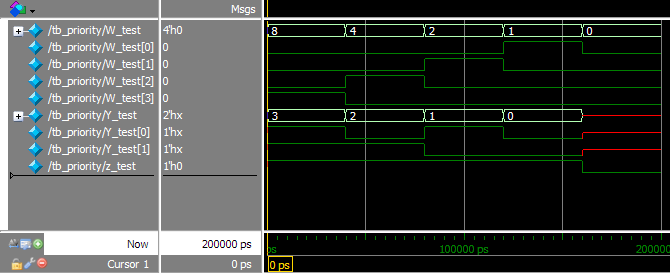 Msgs
/tb_priority/W_test 4'h0 8 4 2 1 0
/tb_priority/W_test[0] 0
/tb_priority/W_test[1] 0
/tb_priority/W_test[2] 0
/tb_priority/W_test[3] 0
/tb_priority/Y_test 2'hx 3 2 1 0
/tb_priority/Y_test[0] 1'hx
/tb_priority/Y_test[1] 1'hx
/tb_priority/z_test 1'h0
Now 200000 ps ps 100000 ps 200000
Cursor 1 0 ps 0 ps